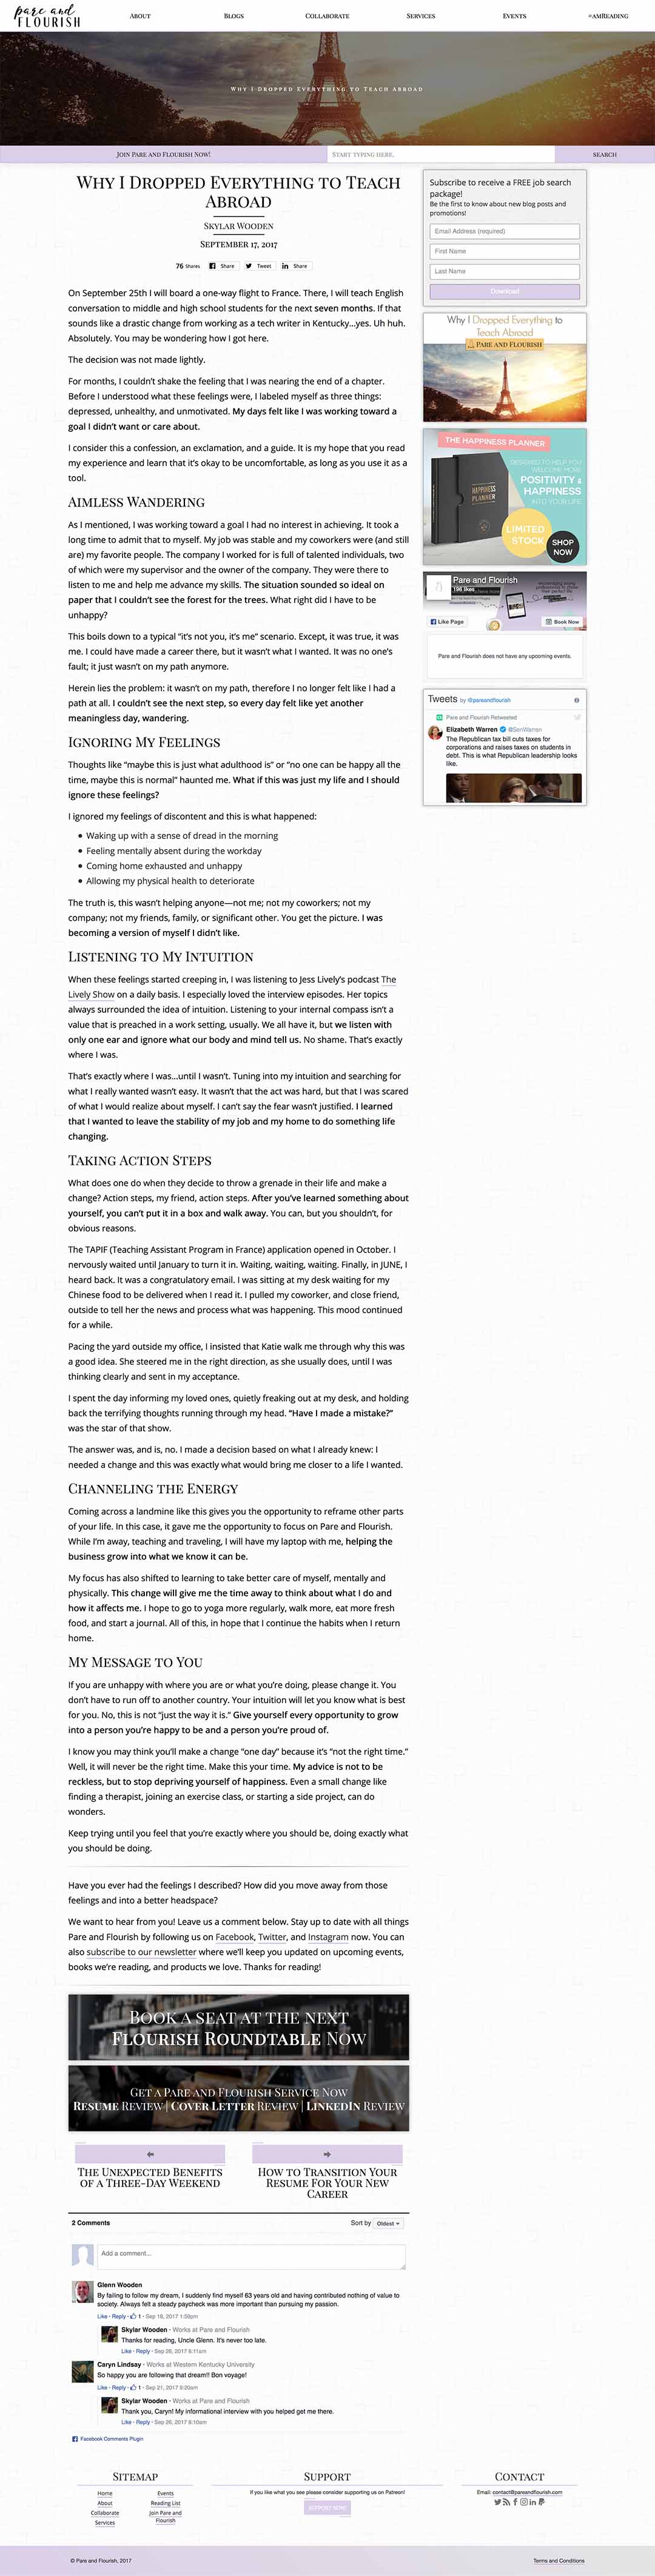 pare and
FLOURISH
ABOUT
BLOGS
COLLABORATE
SERVICES
EVENTS
#AMREADING
WHY I DROPPED EVERYTHING TO TEACH ABROAD
JOIN PARE AND FLOURISH NOW!
START TYPING HERE.
SEARCH
WHY I DROPPED EVERYTHING TO TEACH
ABROAD
SKYLAR WOODEN
SEPTEMBER 17, 2017
76 Shares
Share
Tweet
Share
On September 25th I will board a one-way flight to France. There, I will teach English
conversation to middle and high school students for the next seven months. If that
sounds like a drastic change from working as a tech writer in Kentucky...yes. Uh huh.
Absolutely. You may be wondering how I got here.
The decision was not made lightly.
For months, I couldn't shake the feeling that I was nearing the end of a chapter.
Before I understood what these feelings were, I labeled myself as three things:
depressed, unhealthy, and unmotivated. My days felt like I was working toward a
goal I didn't want or care about.
I consider this a confession, an exclamation, and a guide. It is my hope that you read
my experience and learn that it's okay to be uncomfortable, as long as you use it as a
tool.
AIMLESS WANDERING
As I mentioned, I was working toward a goal I had no interest in achieving. It took a
long time to admit that to myself. My job was stable and my coworkers were (and still
are) my favorite people. The company I worked for is full of talented individuals, two
of which were my supervisor and the owner of the company. They were there to
listen to me and help me advance my skills. The situation sounded so ideal on
paper that I couldn't see the forest for the trees. What right did I have to be
unhappy?
This boils down to a typical "it's not you, it's me" scenario. Except, it was true, it was
me. I could have made a career there, but it wasn't what I wanted. It was no one's
fault; it just wasn't on my path anymore.
Herein lies the problem: it wasn't on my path, therefore I no longer felt like I had a
path at all. I couldn't see the next step, so every day felt like yet another
meaningless day, wandering.
IGNORING MY FEELINGS
Thoughts like "maybe this is just what adulthood is" or "no one can be happy all the
time, maybe this is normal" haunted me. What if this was just my life and I should
ignore these feelings?
I ignored my feelings of discontent and this is what happened:
• Waking up with a sense of dread in the morning
• Feeling mentally absent during the workday
• Coming home exhausted and unhappy
• Allowing my physical health to deteriorate
The truth is, this wasn't helping anyone—not me; not my coworkers; not my
company; not my friends, family, or significant other. You get the picture. I was
becoming a version of myself I didn't like.
LISTENING TO MY INTUITION
When these feelings started creeping in, I was listening to Jess Lively's podcast The
Lively Show on a daily basis. I especially loved the interview episodes. Her topics
always surrounded the idea of intuition. Listening to your internal compass isn't a
value that is preached in a work setting, usually. We all have it, but we listen with
only one ear and ignore what our body and mind tell us. No shame. That's exactly
where I was.
That's exactly where I was...until I wasn't. Tuning into my intuition and searching for
what I really wanted wasn't easy. It wasn't that the act was hard, but that I was scared
of what I would realize about myself. I can't say the fear wasn't justified. I learned
that I wanted to leave the stability of my job and my home to do something life
changing.
TAKING ACTION STEPS
What does one do when they decide to throw a grenade in their life and make a
change? Action steps, my friend, action steps. After you've learned something about
yourself, you can't put it in a box and walk away. You can, but you shouldn't, for
obvious reasons.
The TAPIF (Teaching Assistant Program in France) application opened in October. I
nervously waited until January to turn it in. Waiting, waiting, waiting. Finally, in JUNE, I
heard back. It was a congratulatory email. I was sitting at my desk waiting for my
Chinese food to be delivered when I read it. I pulled my coworker, and close friend,
outside to tell her the news and process what was happening. This mood continued
for a while.
Pacing the yard outside my office, I insisted that Katie walk me through why this was
a good idea. She steered me in the right direction, as she usually does, until I was
thinking clearly and sent in my acceptance.
I spent the day informing my loved ones, quietly freaking out at my desk, and holding
back the terrifying thoughts running through my head. "Have I made a mistake?"
was the star of that show.
The answer was, and is, no. I made a decision based on what I already knew: I
needed a change and this was exactly what would bring me closer to a life I wanted.
CHANNELING THE ENERGY
Coming across a landmine like this gives you the opportunity to reframe other parts
of your life. In this case, it gave me the opportunity to focus on Pare and Flourish.
While I'm away, teaching and traveling, I will have my laptop with me, helping the
business grow into what we know it can be.
My focus has also shifted to learning to take better care of myself, mentally and
physically. This change will give me the time away to think about what I do and
how it affects me. I hope to go to yoga more regularly, walk more, eat more fresh
food, and start a journal. All of this, in hope that I continue the habits when I return
home.
MY MESSAGE TO YOU
If you are unhappy with where you are or what you're doing, please change it. You
don't have to run off to another country. Your intuition will let you know what is best
for you. No, this is not "just the way it is." Give yourself every opportunity to grow
into a person you're happy to be and a person you're proud of.
I know you may think you'll make a change "one day" because it's "not the right time."
Well, it will never be the right time. Make this your time. My advice is not to be
reckless, but to stop depriving yourself of happiness. Even a small change like
finding a therapist, joining an exercise class, or starting a side project, can do
wonders.
Keep trying until you feel that you're exactly where you should be, doing exactly what
you should be doing.
Have you ever had the feelings I described? How did you move away from those
feelings and into a better headspace?
We want to hear from you! Leave us a comment below. Stay up to date with all things
Pare and Flourish by following us on Facebook, Twitter, and Instagram now. You can
also subscribe to our newsletter where we'll keep you updated on upcoming events,
books we're reading, and products we love. Thanks for reading!
BOOK A SEAT AT THE NEXT
FLOURISH ROUNDTABLE NOW
GET A PARE AND FLOURISH SERVICE NOW
RESUME REVIEW | COVER LETTER REVIEW | LINKEDIN REVIEW
THE UNEXPECTED BENEFITS
OF A THREE-DAY WEEKEND
HOW TO TRANSITION YOUR
RESUME FOR YOUR NEW
CAREER
2 Comments
Sort by Oldest
Add a comment...
Glenn Wooden
By failing to follow my dream, I suddenly find myself 63 years old and having contributed nothing of value to
society. Always felt a steady paycheck was more important than pursuing my passion.
Like · Reply · 1 · Sep 18, 2017 1:58pm
Skylar Wooden · Works at Pare and Flourish
Thanks for reading, Uncle Glenn. It's never too late.
Like · Reply · Sep 26, 2017 8:11am
Caryn Lindsay · Works at Western Kentucky University
So happy you are following that dream!! Bon voyage!
Like · Reply · 1 · Sep 21, 2017 9:20am
Skylar Wooden · Works at Pare and Flourish
Thank you, Caryn! My informational interview with you helped get me there.
Like · Reply · Sep 26, 2017 8:10am
Facebook Comments Plugin
Subscribe to receive a FREE job search
package!
Be the first to know about new blog posts and
promotions!
Email Address (required)
First Name
Last Name
Download!
Why I Dropped Everything to
Teach Abroad
PARE AND FLOURISH
THE HAPPINESS PLANNER
DESIGNED TO HELP YOU
WELCOME MORE
POSITIVITY &
HAPPINESS
INTO YOUR LIFE
HAPPINESS
PLANNER
LIMITED
STOCK
SHOP
NOW
Pare and Flourish
196 likes
Like Page
Book Now
Pare and Flourish does not have any upcoming events.
Tweets by @pareandflourish
Pare and Flourish Retweeted
Elizabeth Warren @SenWarren
The Republican tax bill cuts taxes for
corporations and raises taxes on students in
debt. This is what Republican leadership looks
like.
SITEMAP
Home
About
Collaborate
Services
Events
Reading List
Join Pare and
Flourish
SUPPORT
If you like what you see please consider supporting us on Patreon!
SUPPORT NOW!
CONTACT
Email: contact@pareandflourish.com
© Pare and Flourish, 2017
Terms and Conditions